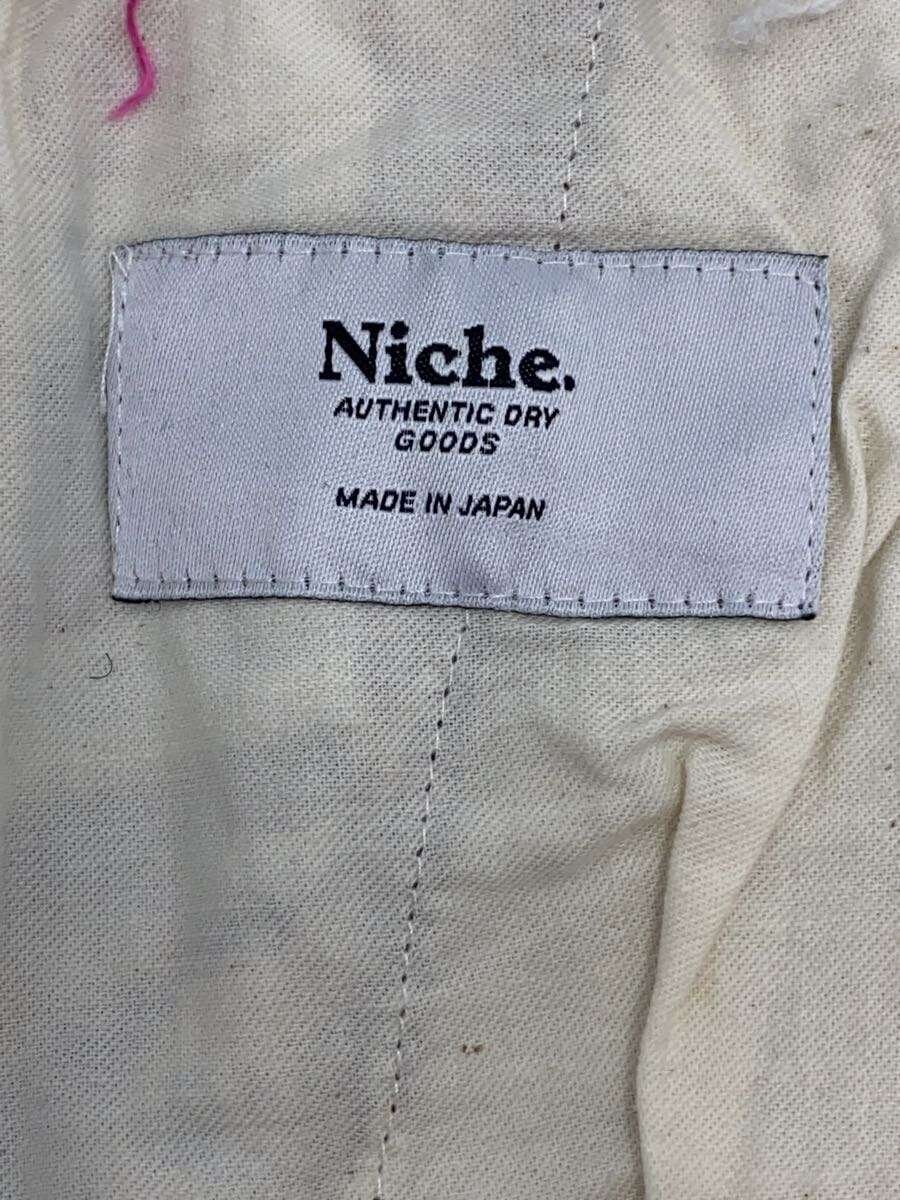 Niche.
AUTHENTIC DRY
GOODS
MADE IN JAPAN